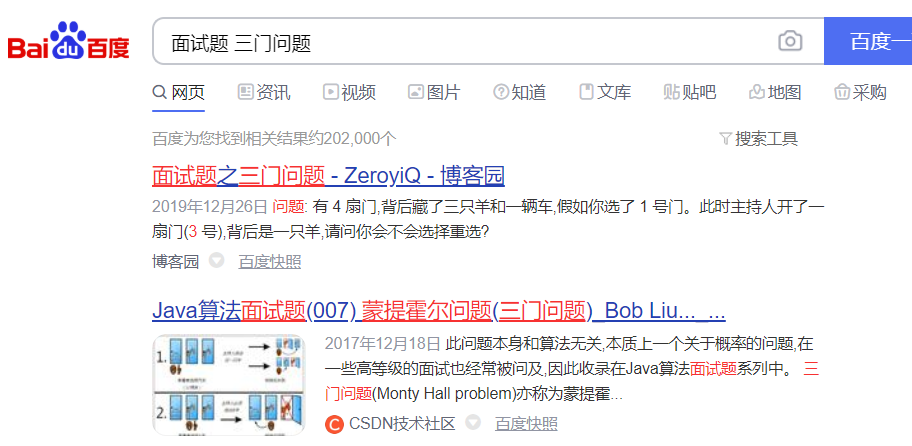 Baidu百度
面试题 三门问题
百度一
网页 资讯 视频 图片 知道 文库 贴吧 地图 采购
百度为您找到相关结果约202,000个 搜索工具
面试题之三门问题 - ZeroyiQ - 博客园
2019年12月26日 问题: 有 4 扇门,背后藏了三只羊和一辆车,假如你选了 1 号门。此时主持人开了一
扇门(3 号),背后是一只羊,请问你会不会选择重选?
博客园 百度快照
Java算法面试题(007) 蒙提霍尔问题(三门问题)_Bob Liu..._...
2017年12月18日 此问题本身和算法无关,本质上一个关于概率的问题,在
一些高等级的面试也经常被问及,因此收录在Java算法面试题系列中。 三
门问题(Monty Hall problem)亦称为蒙提霍...
CSDN技术社区 百度快照
1.
2.